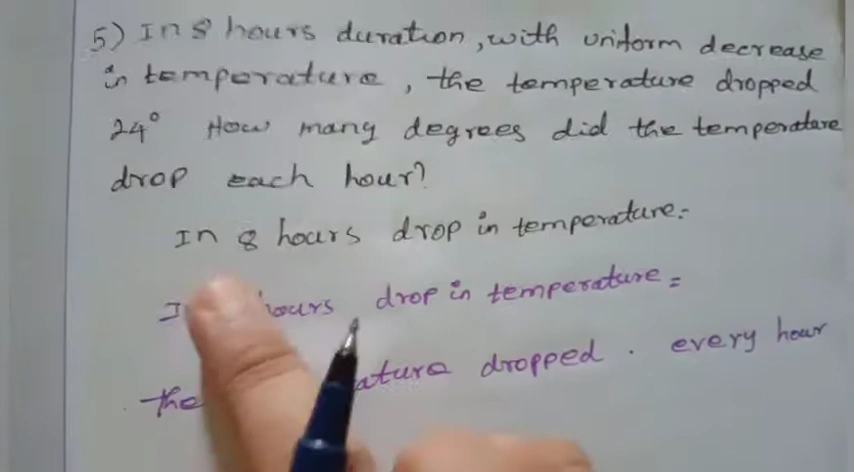 5) In 8 hours duration, with uniform decrease
in temperature, the temperature dropped
24° How many degrees did the temperature
drop each hour?
In 8 hours drop in temperature =
hours drop in temperature =
the dropped. every hour